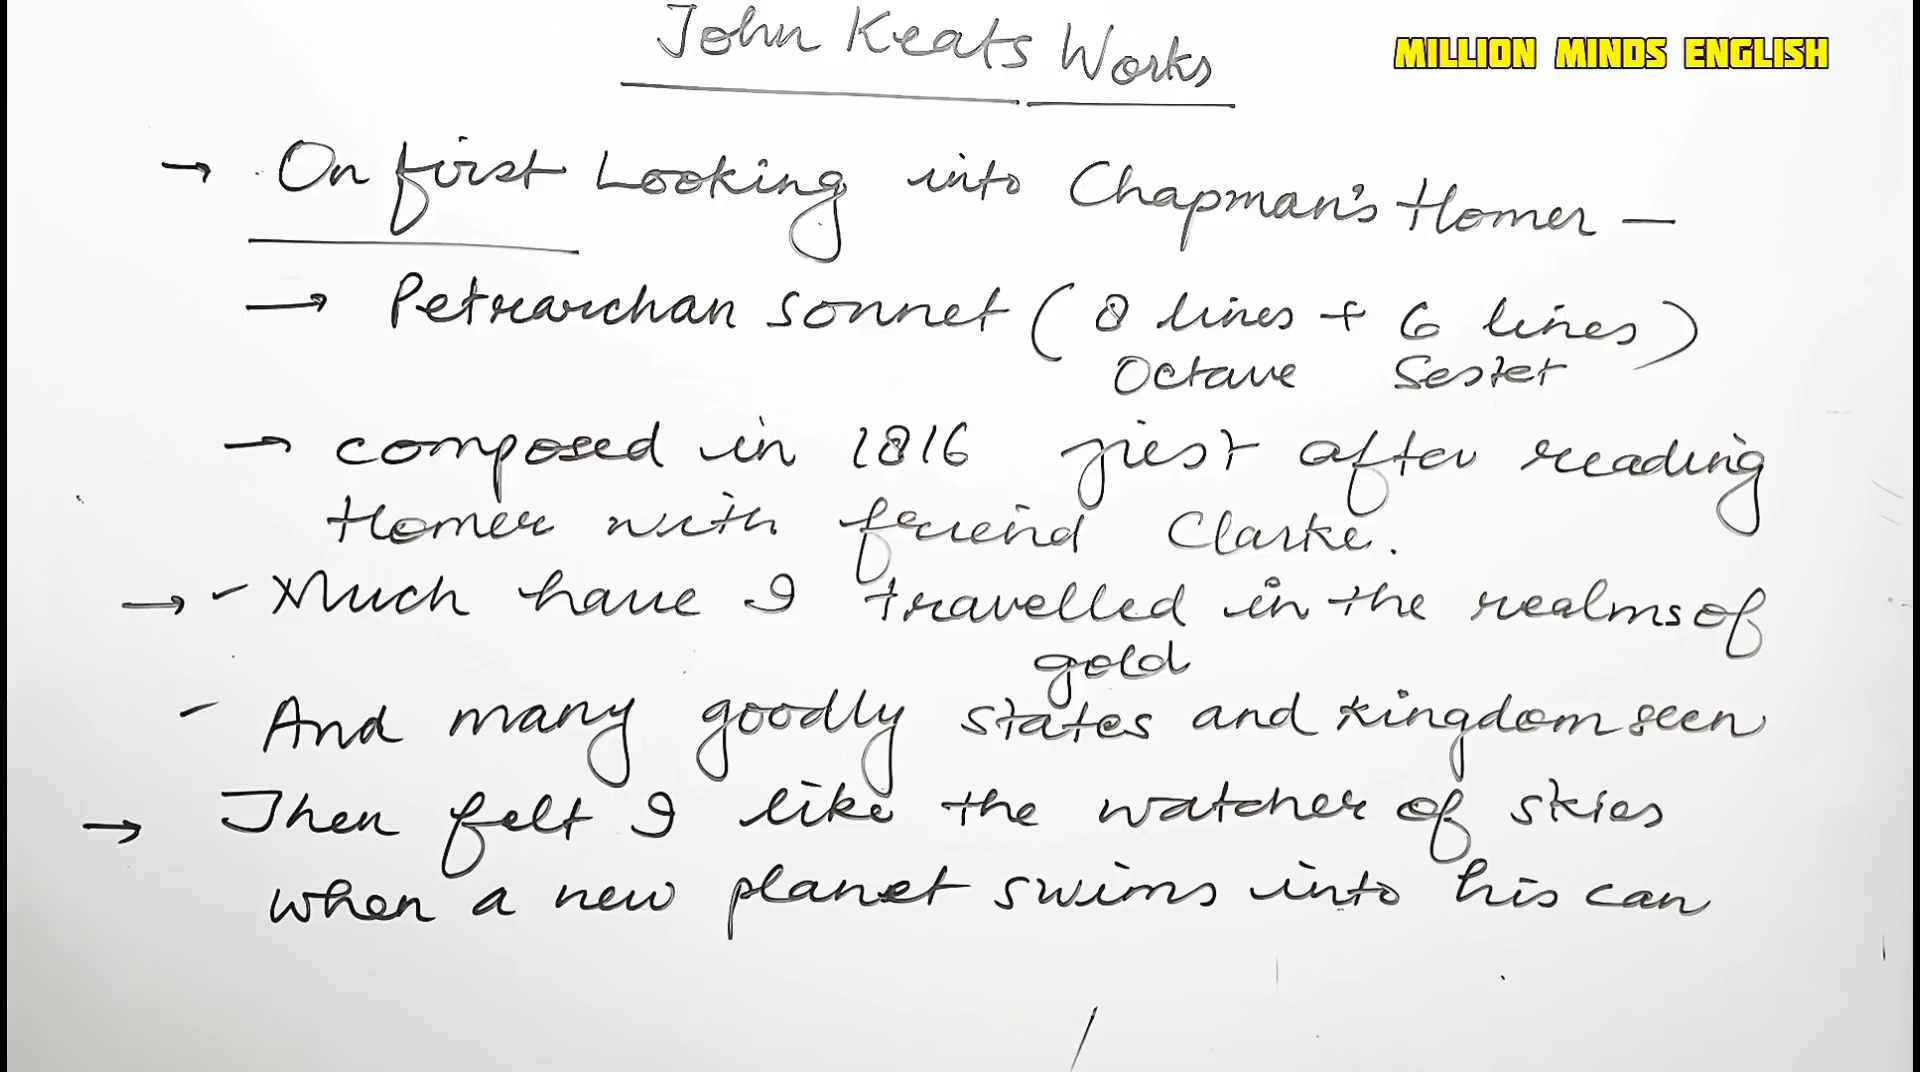 John Keats Works
MILLION MINDS ENGLISH
→ On first Looking into Chapman's Homer —
→ Petrarchan sonnet ( 8 lines + 6 lines )
Octave Sestet
→ composed in 1816 just after reading
Homer with freind Clarke.
→ - Much have I travelled in the realms of
gold
- And many goodly states and kingdom seen
→ Then felt I like the watcher of skies
when a new planet swims into his can